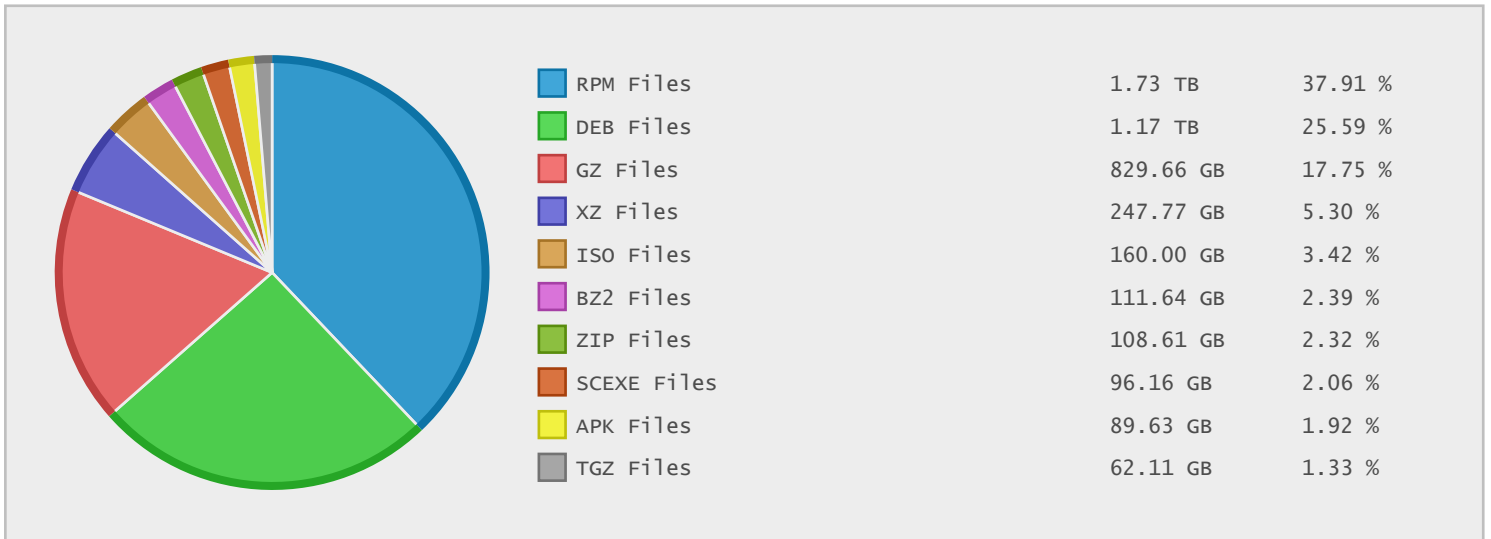 RPM Files 1.73 TB 37.91 %
DEB Files 1.17 TB 25.59 %
GZ Files 829.66 GB 17.75 %
XZ Files 247.77 GB 5.30 %
ISO Files 160.00 GB 3.42 %
BZ2 Files 111.64 GB 2.39 %
ZIP Files 108.61 GB 2.32 %
SCEXE Files 96.16 GB 2.06 %
APK Files 89.63 GB 1.92 %
TGZ Files 62.11 GB 1.33 %